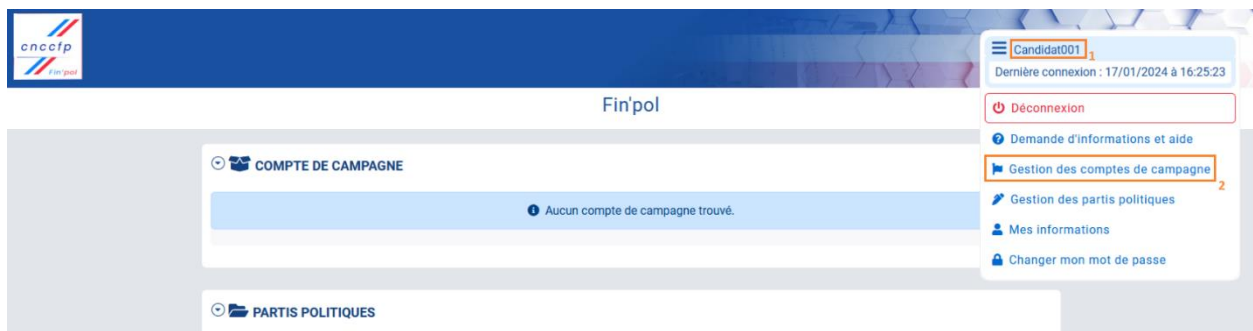 cnccfp
Fin'pol
Candidat001
1
Dernière connexion : 17/01/2024 à 16:25:23
Fin'pol
Déconnexion
Demande d'informations et aide
COMPTE DE CAMPAGNE
Gestion des comptes de campagne
2
Gestion des partis politiques
Aucun compte de campagne trouvé.
Mes informations
Changer mon mot de passe
PARTIS POLITIQUES